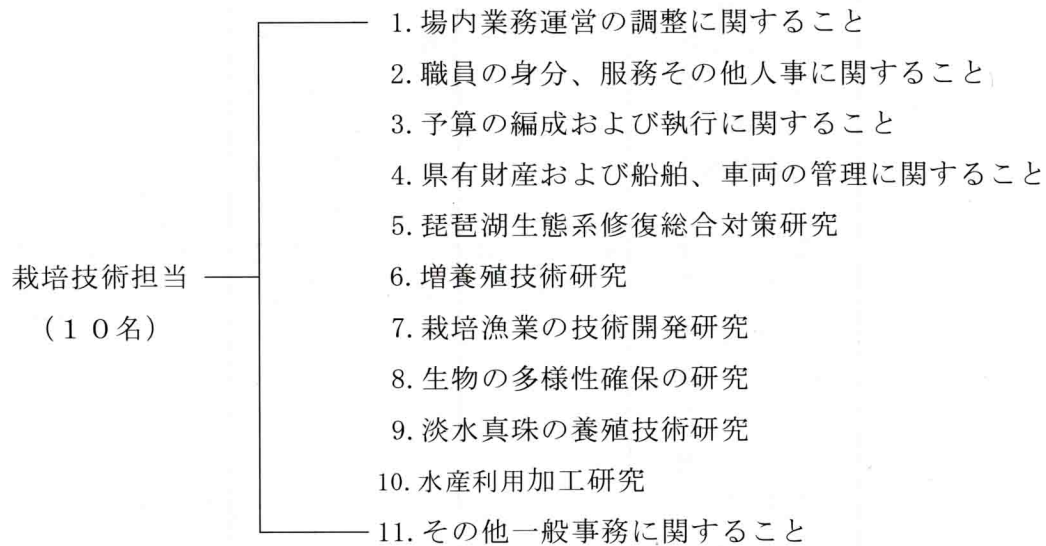 1. 場内業務運営の調整に関すること
2. 職員の身分、服務その他人事に関すること
3. 予算の編成および執行に関すること
4. 県有財産および船舶、車両の管理に関すること
5. 琵琶湖生態系修復総合対策研究
栽培技術担当
6. 増養殖技術研究
(10名)
7. 栽培漁業の技術開発研究
8. 生物の多様性確保の研究
9. 淡水真珠の養殖技術研究
10. 水産利用加工研究
11. その他一般事務に関すること